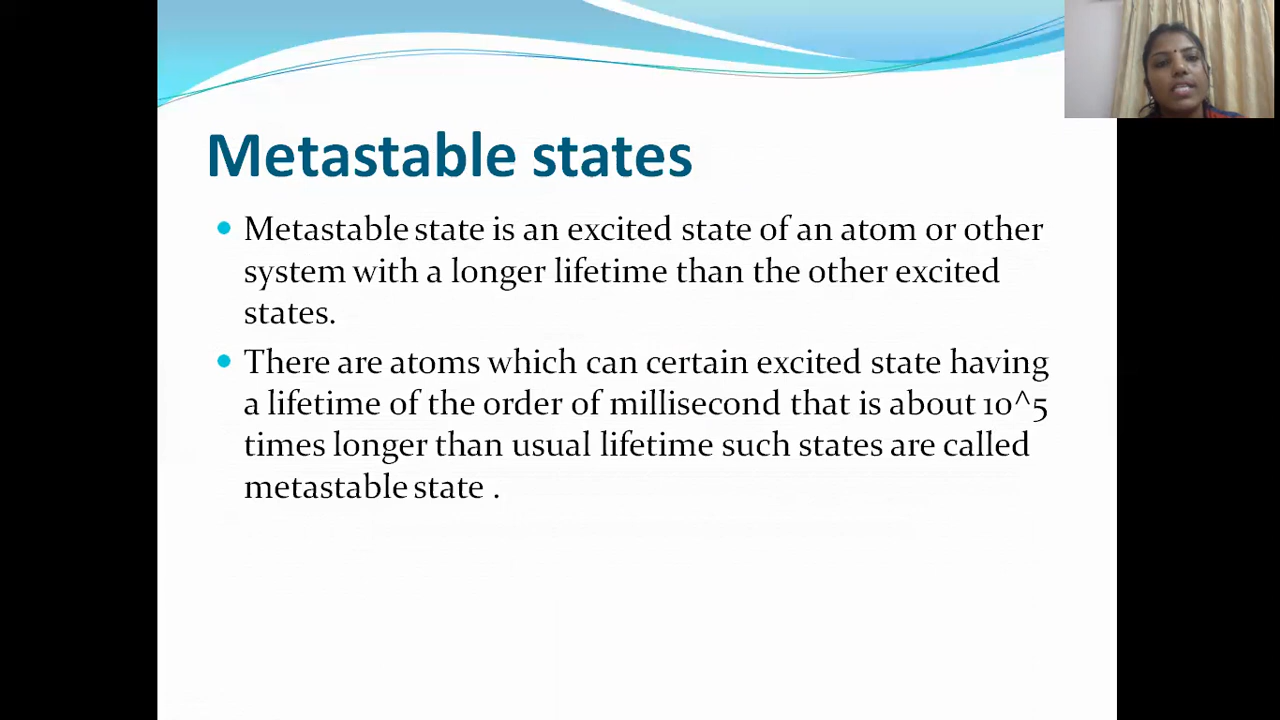 Metastable states
Metastable state is an excited state of an atom or other
system with a longer lifetime than the other excited
states.
There are atoms which can certain excited state having
a lifetime of the order of millisecond that is about 10^5
times longer than usual lifetime such states are called
metastable state .